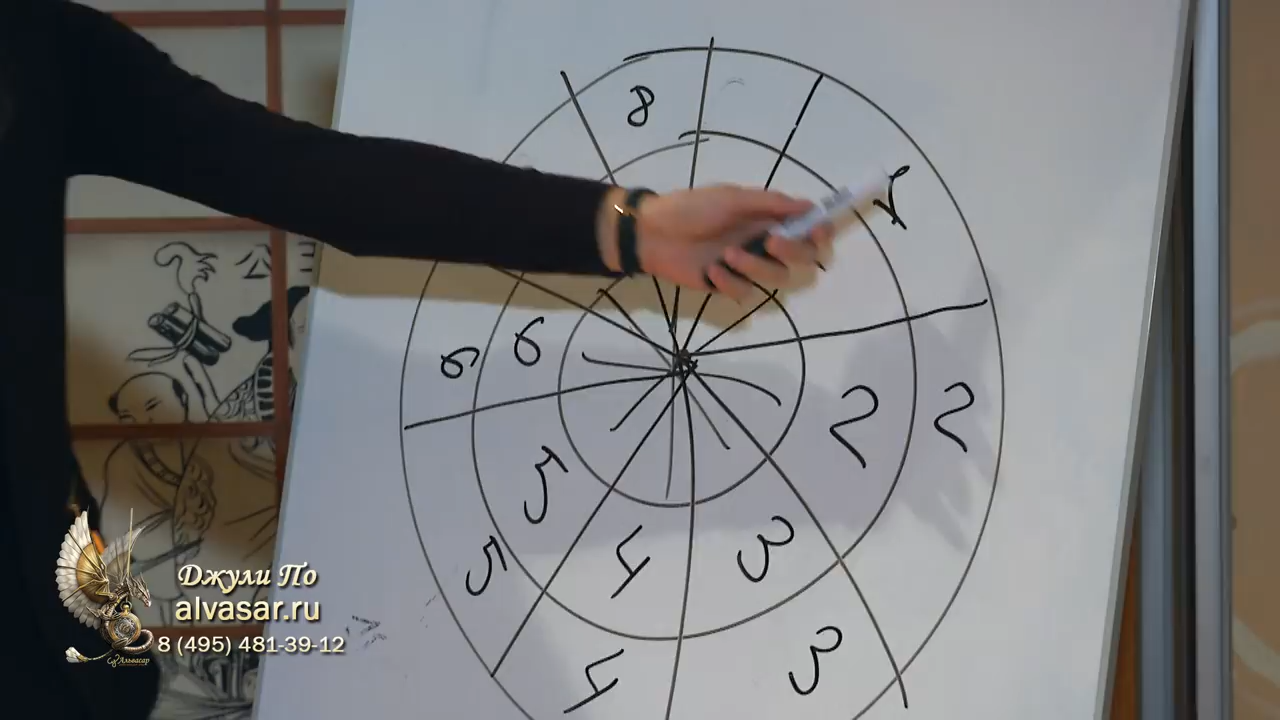 8
6 6
2 2
5
4 3
5
4 3
Джули По
alvasar.ru
8 (495) 481-39-12
Альвасар